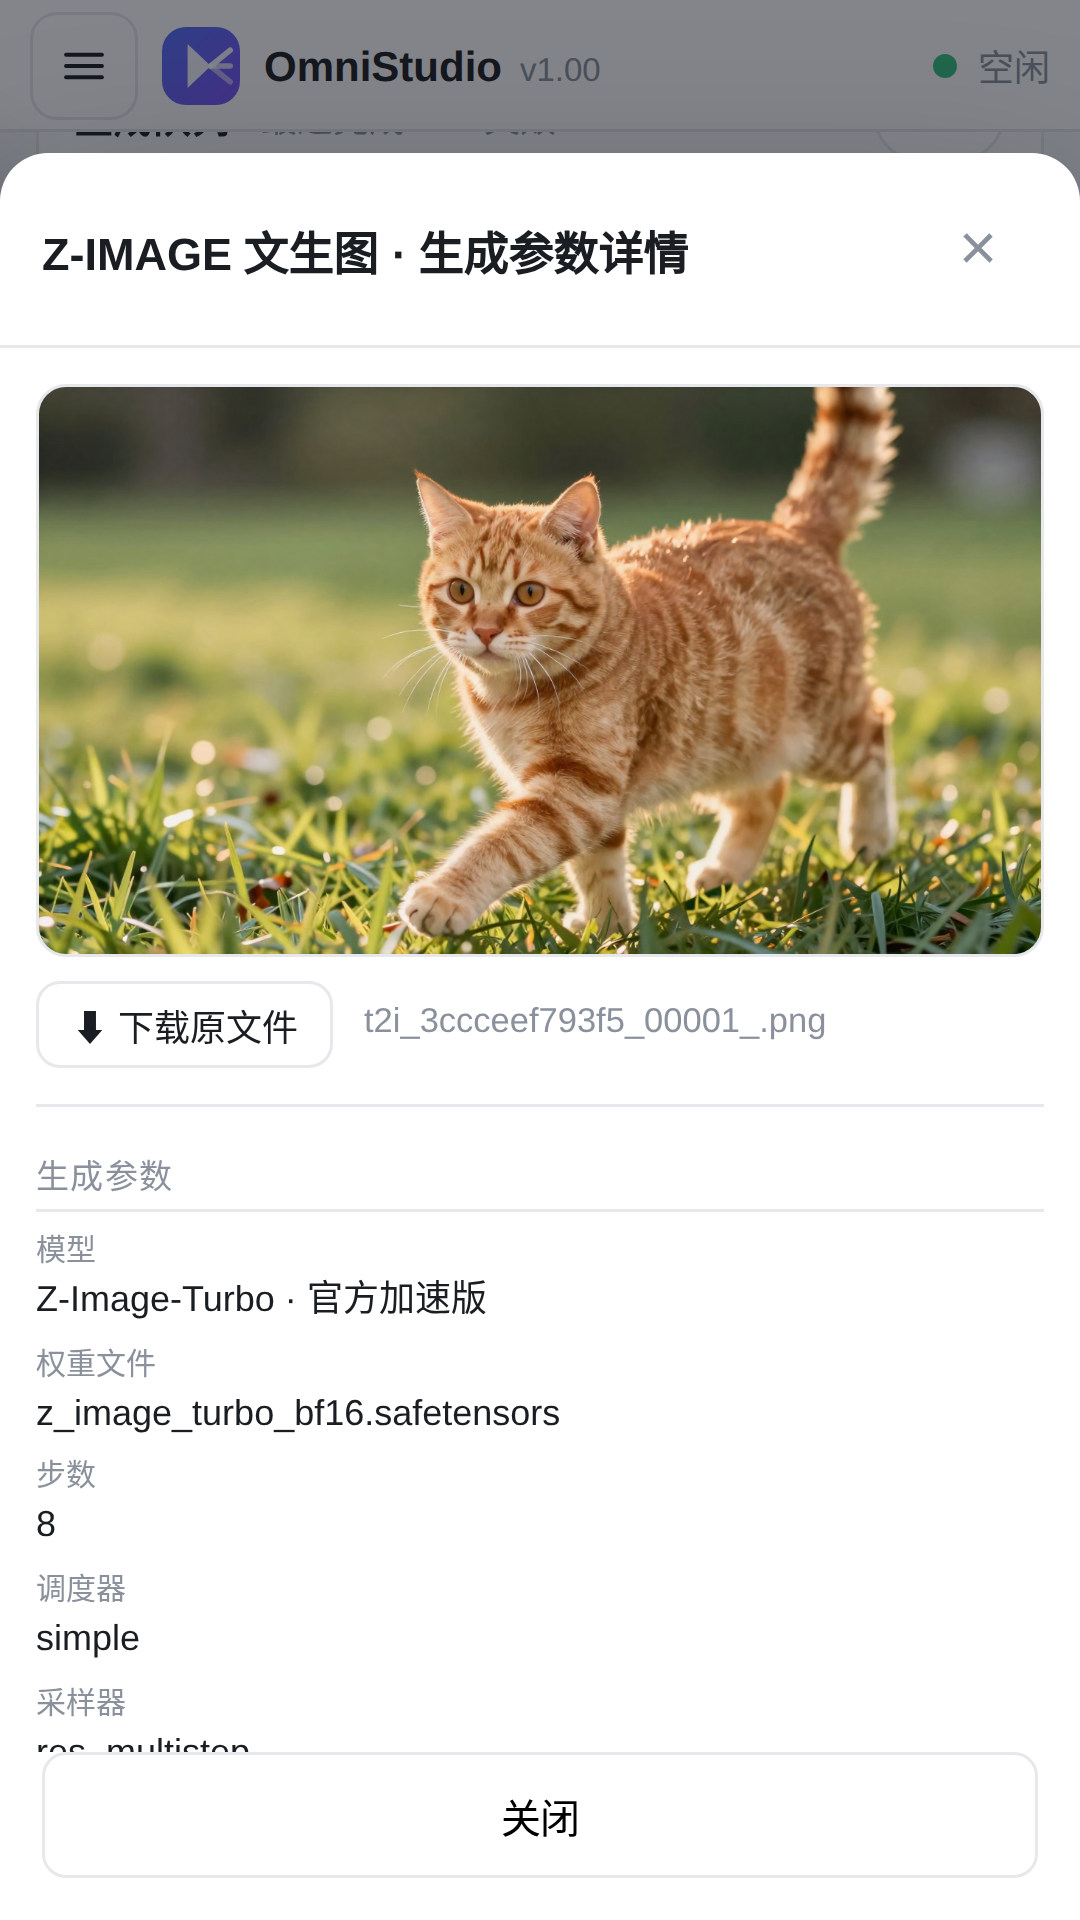 OmniStudio v1.00
空闲
Z-IMAGE 文生图 · 生成参数详情
下载原文件
t2i_3ccceef793f5_00001_.png
生成参数
模型
Z-Image-Turbo · 官方加速版
权重文件
z_image_turbo_bf16.safetensors
步数
8
调度器
simple
采样器
res_multistep
关闭